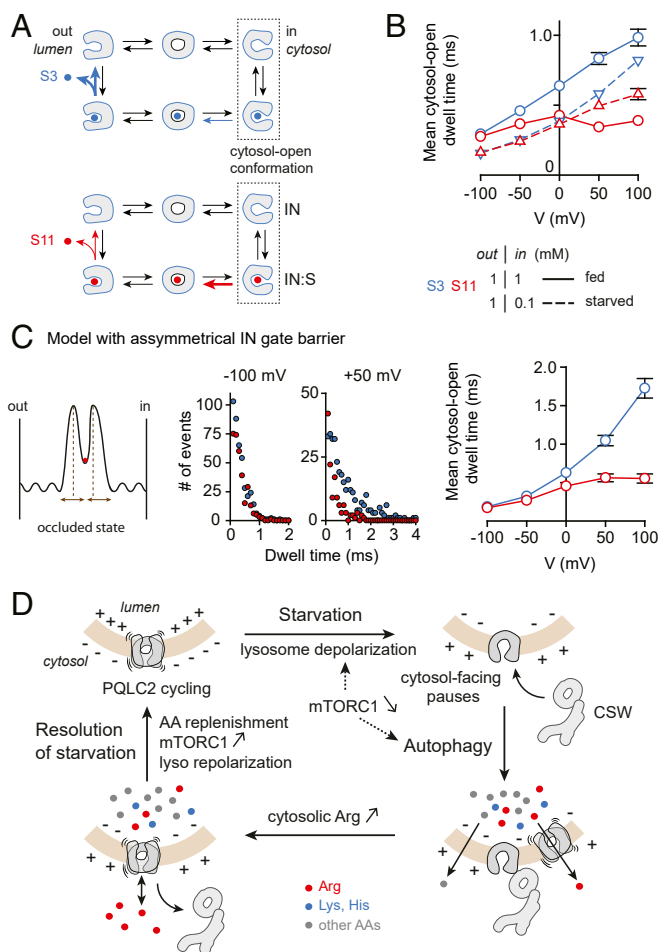 A
out
lumen
in
cytosol
S3
cytosol-open
conformation
IN
S11
IN:S
B
Mean cytosol-open
dwell time (ms)
1.0
0
-100 -50 0 50 100
V (mV)
out in (mM)
S3 S11
1 1 fed
1 0.1 starved
C Model with assymmetrical IN gate barrier
out in
occluded state
-100 mV +50 mV
# of events
100
75
50
25
0
0 1 2
50
25
0
0 1 2 3 4
Dwell time (ms)
Mean cytosol-open
dwell time (ms)
2.0
1.5
1.0
0
-100 -50 0 50 100
V (mV)
D
lumen
+ + + + + + +
- - - - - -
cytosol
PQLC2 cycling
Starvation
lysosome depolarization
mTORC1 ↘
Autophagy
+ + + +
- - - -
cytosol-facing
pauses
CSW
Resolution
of starvation
AA replenishment
mTORC1 ↗
lyso repolarization
cytosolic Arg ↗
- - - -
+ + + +
- - - -
+ + + +
Arg
Lys, His
other AAs